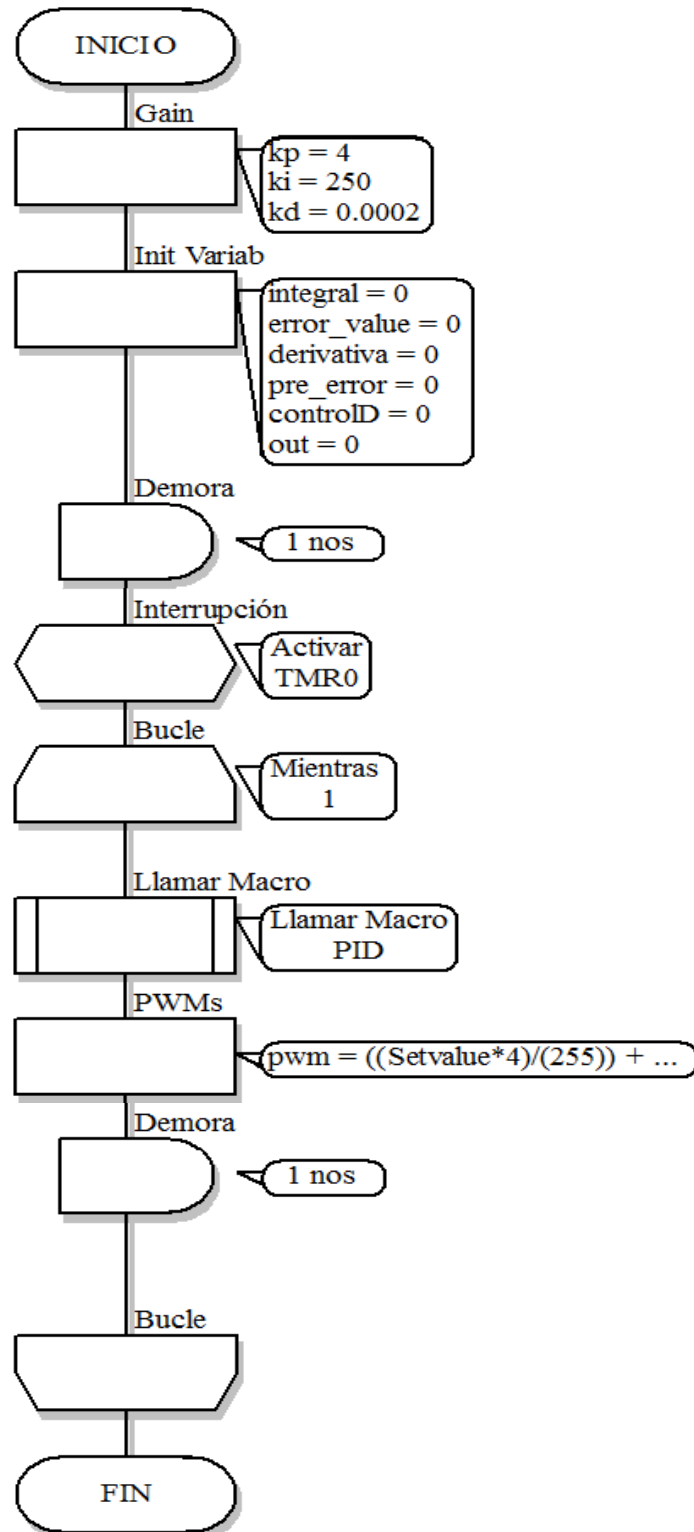 INICIO
Gain
kp = 4
ki = 250
kd = 0.0002
Init Variab
integral = 0
error_value = 0
derivativa = 0
pre_error = 0
controlD = 0
out = 0
Demora
1 nos
Interrupción
Activar
TMR0
Bucle
Mientras
1
Llamar Macro
Llamar Macro
PID
PWMs
pwm = ((Setvalue*4)/(255)) + ...
Demora
1 nos
Bucle
FIN